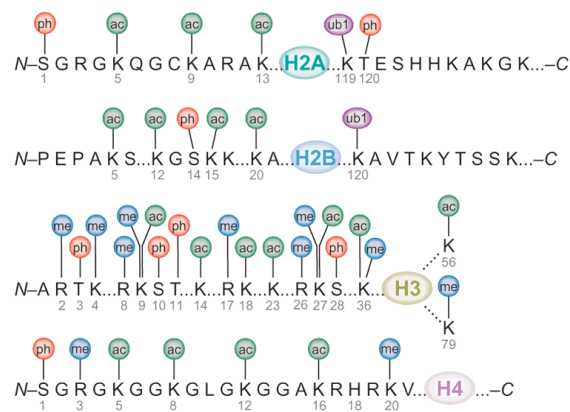 ph ac ac ac ub1 ph
N–S G R G K Q G C K A R A K...H2A...K T E S H H K A K G K...–C
1 5 9 13 119 120
ac ac ph ac ac ub1
N–P E P A K S...K G S K K...K A...H2B...K A V T K Y T S S K...–C
5 12 14 15 20 120
me me me ac ph me me ac ac ac
ph me ph ac ac ac me ph me
K
56
N–A R T K...R K S T...K...R K...K...R K S...K...H3 me
2 3 4 8 9 10 11 14 17 18 23 26 27 28 36
K
79
ph me ac ac ac ac me
N–S G R G K G G K G L G K G G A K R H R K V...H4...–C
1 3 5 8 12 16 20